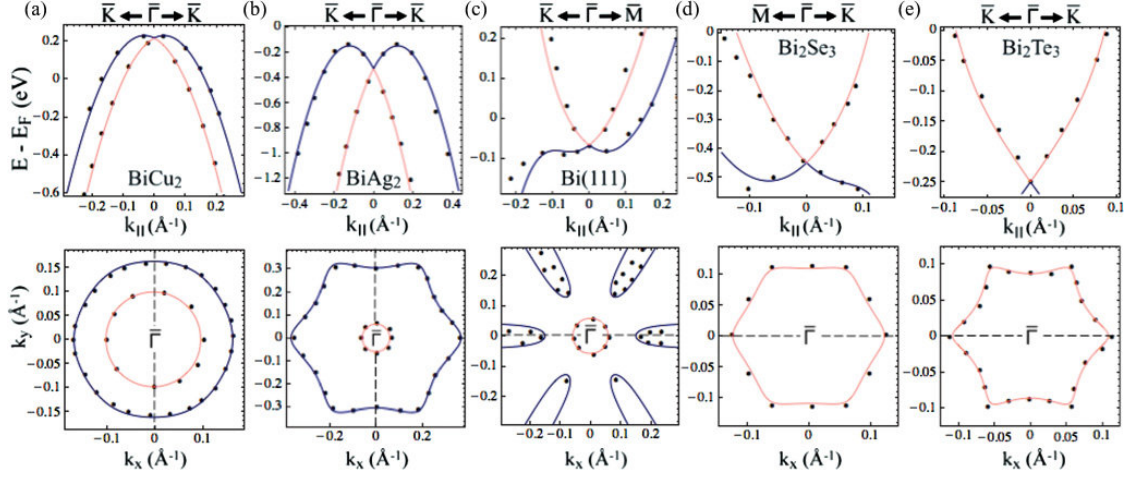 (a) K̄ ← Γ̄ → K̄ (b) K̄ ← Γ̄ → K̄ (c) K̄ ← Γ̄ → M̄ (d) M̄ ← Γ̄ → K̄ (e) K̄ ← Γ̄ → K̄
E - E_F (eV)
0.2
0
−0.2
−0.4
−0.6
BiCu₂
−0.2 −0.1 0 0.1 0.2
k_|| (Å⁻¹)
0
−0.2
−0.4
−0.6
−0.8
−1.0
−1.2
BiAg₂
−0.4 −0.2 0 0.2 0.4
k_|| (Å⁻¹)
0.2
0.1
0
−0.1
Bi(111)
−0.2 −0.1 0 0.1 0.2
k_|| (Å⁻¹)
0
−0.1
−0.2
−0.3
−0.4
−0.5
Bi₂Se₃
−0.1 0 0.1
k_|| (Å⁻¹)
0
−0.05
−0.10
−0.15
−0.20
−0.25
Bi₂Te₃
−0.1 −0.05 0 0.05 0.1
k_|| (Å⁻¹)
k_y (Å⁻¹)
0.15
0.1
0.05
0
−0.05
−0.1
−0.15
Γ̄
−0.1 0 0.1
k_x (Å⁻¹)
0.3
0.2
0.1
0
−0.1
−0.2
−0.3
Γ̄
−0.2 0 0.2
k_x (Å⁻¹)
0.2
0.1
0
−0.1
−0.2
Γ̄
−0.2 −0.1 0 0.1 0.2
k_x (Å⁻¹)
0.1
0
−0.1
Γ̄
−0.1 0 0.1
k_x (Å⁻¹)
0.1
0.05
0
−0.05
−0.1
Γ̄
−0.1 −0.05 0 0.05 0.1
k_x (Å⁻¹)